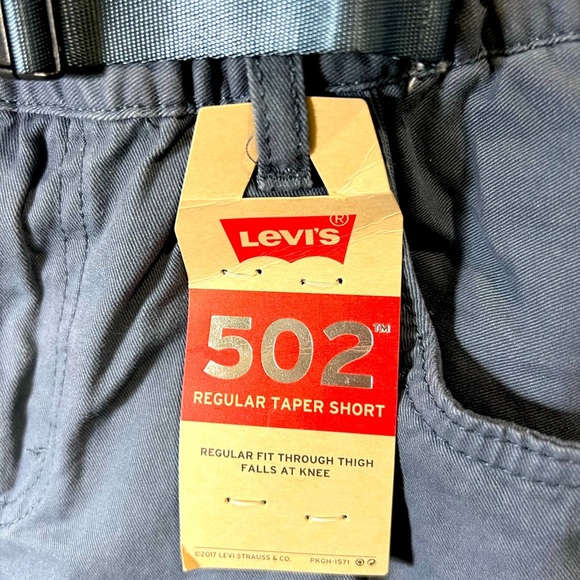 LEVI'S ®
502™
REGULAR TAPER SHORT
REGULAR FIT THROUGH THIGH
FALLS AT KNEE
©2017 LEVI STRAUSS & CO. PKGH-1571